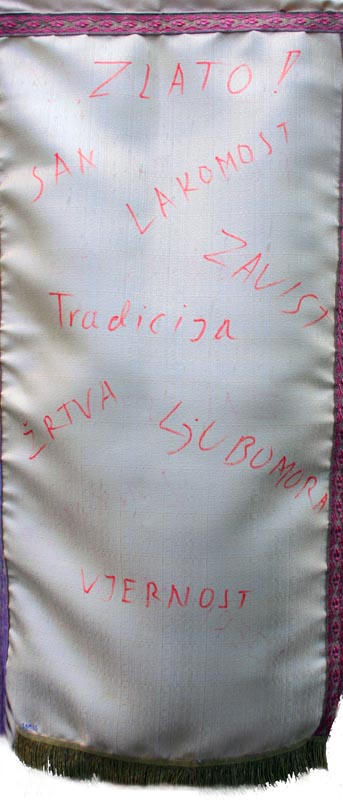 ZLATO!
SAN
LAKOMOST
ZAVIST
Tradicija
ŽRTVA
LJUBOMORA
VJERNOST